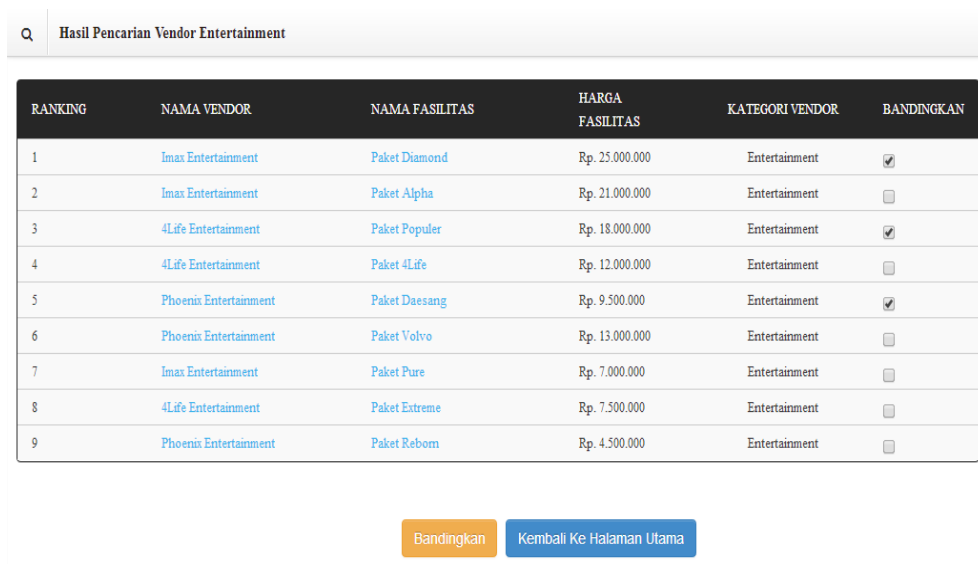 Hasil Pencarian Vendor Entertainment
RANKING NAMA VENDOR NAMA FASILITAS HARGA FASILITAS KATEGORI VENDOR BANDINGKAN
1 Imax Entertainment Paket Diamond Rp. 25.000.000 Entertainment
2 Imax Entertainment Paket Alpha Rp. 21.000.000 Entertainment
3 4Life Entertainment Paket Populer Rp. 18.000.000 Entertainment
4 4Life Entertainment Paket 4Life Rp. 12.000.000 Entertainment
5 Phoenix Entertainment Paket Daesang Rp. 9.500.000 Entertainment
6 Phoenix Entertainment Paket Volvo Rp. 13.000.000 Entertainment
7 Imax Entertainment Paket Pure Rp. 7.000.000 Entertainment
8 4Life Entertainment Paket Extreme Rp. 7.500.000 Entertainment
9 Phoenix Entertainment Paket Reborn Rp. 4.500.000 Entertainment
Bandingkan Kembali Ke Halaman Utama